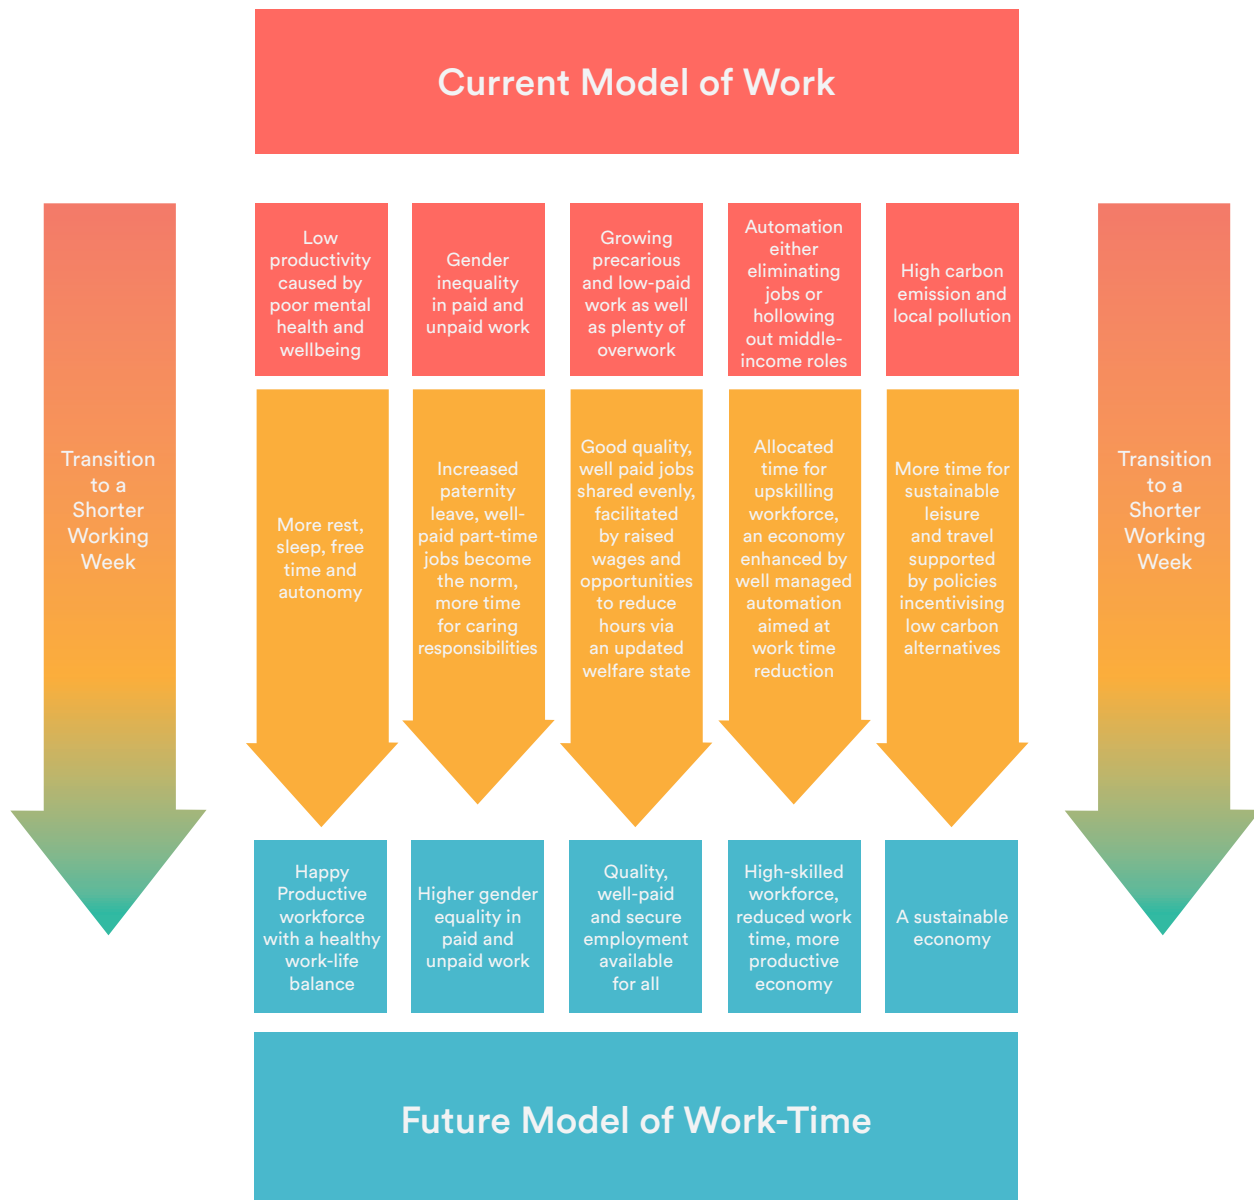 Current Model of Work
Transition
to a
Shorter
Working
Week
Low
productivity
caused by
poor mental
health and
wellbeing
Gender
inequality
in paid and
unpaid work
Growing
precarious
and low-paid
work as well
as plenty of
overwork
Automation
either
eliminating
jobs or
hollowing
out middle-
income roles
High carbon
emission and
local pollution
More rest,
sleep, free
time and
autonomy
Increased
paternity
leave, well-
paid part-time
jobs become
the norm,
more time
for caring
responsibilities
Good quality,
well paid jobs
shared evenly,
facilitated
by raised
wages and
opportunities
to reduce
hours via
an updated
welfare state
Allocated
time for
upskilling
workforce,
an economy
enhanced by
well managed
automation
aimed at
work time
reduction
More time for
sustainable
leisure
and travel
supported
by policies
incentivising
low carbon
alternatives
Transition
to a
Shorter
Working
Week
Happy
Productive
workforce
with a healthy
work-life
balance
Higher gender
equality in
paid and
unpaid work
Quality,
well-paid
and secure
employment
available
for all
High-skilled
workforce,
reduced work
time, more
productive
economy
A sustainable
economy
Future Model of Work-Time